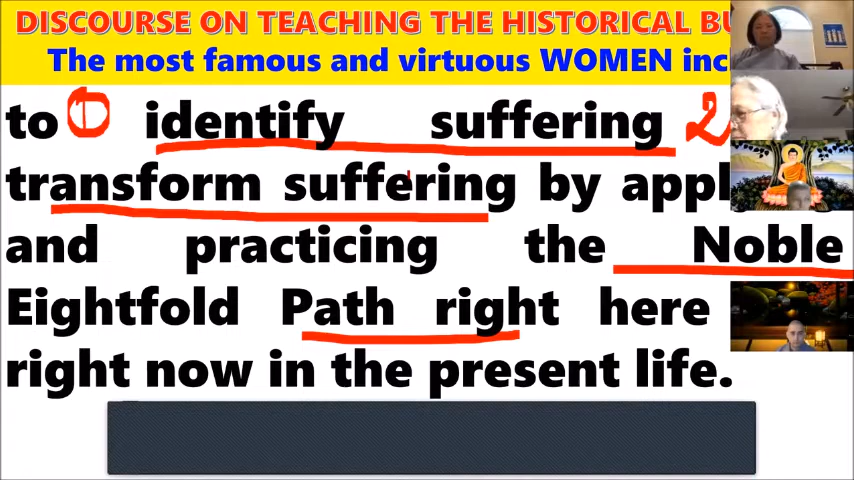 DISCOURSE ON TEACHING THE HISTORICAL BU
The most famous and virtuous WOMEN inc
to 1 identify suffering 2
transform suffering by appl
and practicing the Noble
Eightfold Path right here
right now in the present life.